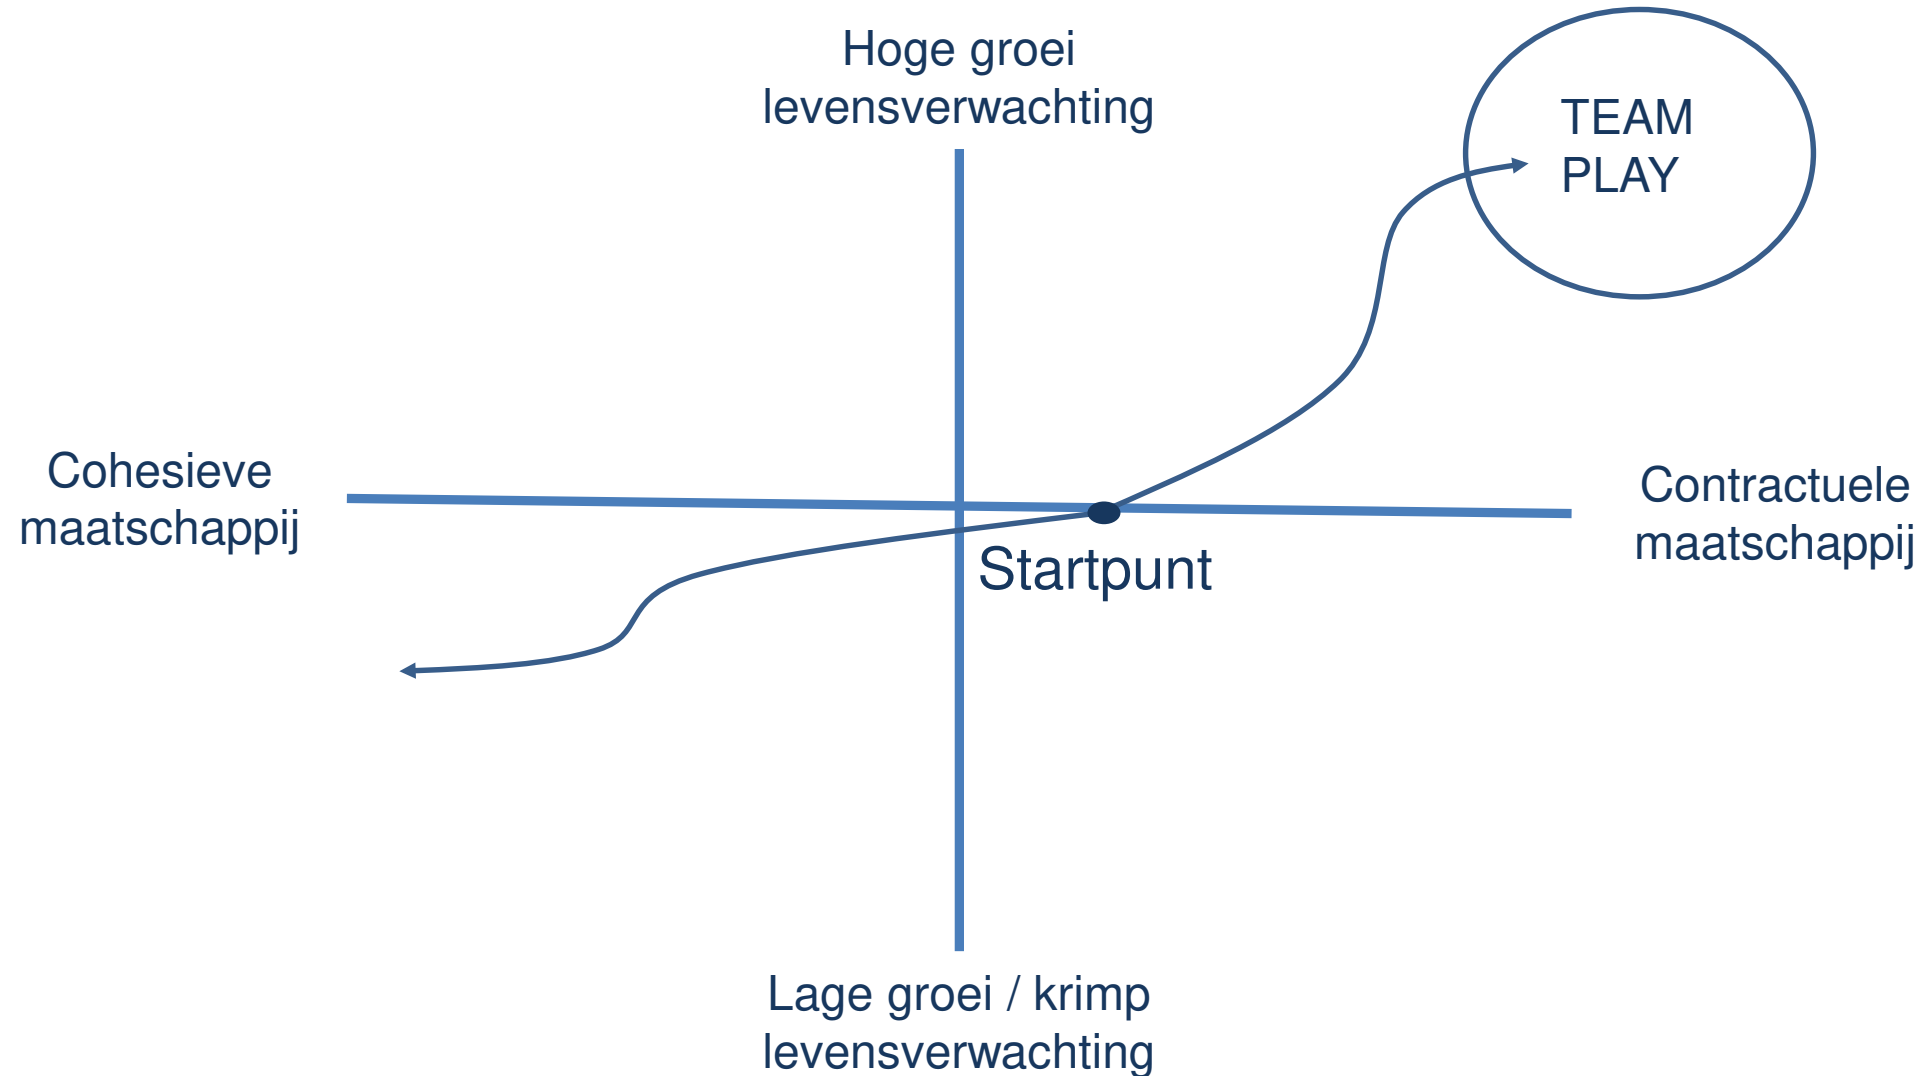 Hoge groei
levensverwachting
TEAM
PLAY
Cohesieve
maatschappij
Contractuele
maatschappij
Startpunt
Lage groei / krimp
levensverwachting